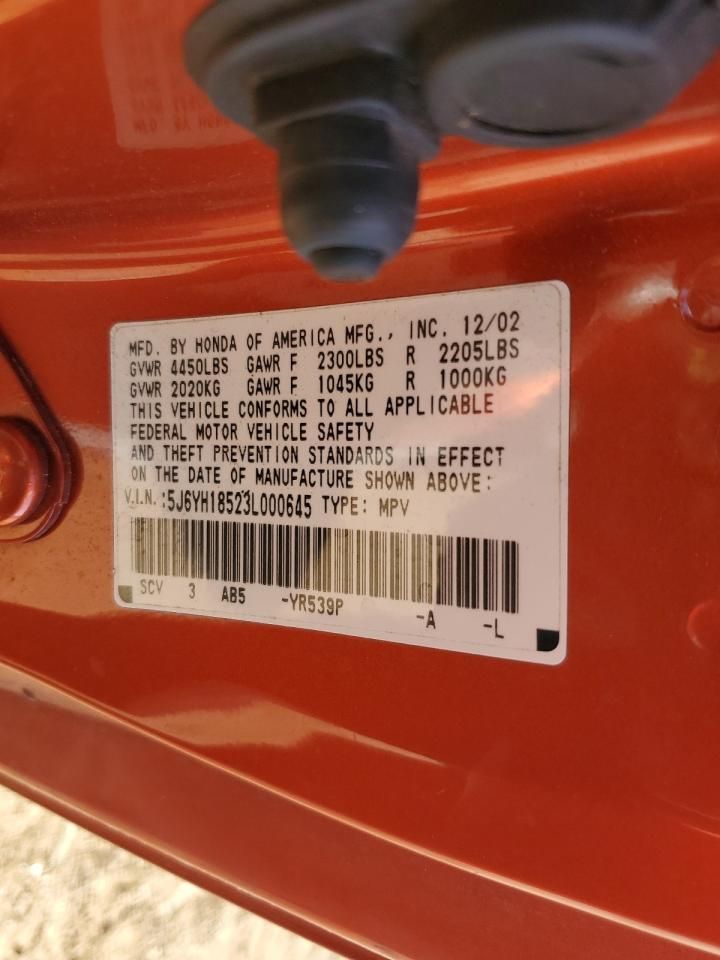 MFD. BY HONDA OF AMERICA MFG., INC. 12/02
GVWR 4450LBS GAWR F 2300LBS R 2205LBS
GVWR 2020KG GAWR F 1045KG R 1000KG
THIS VEHICLE CONFORMS TO ALL APPLICABLE
FEDERAL MOTOR VEHICLE SAFETY
AND THEFT PREVENTION STANDARDS IN EFFECT
ON THE DATE OF MANUFACTURE SHOWN ABOVE:
V.I.N.:5J6YH18523L000645 TYPE: MPV
SCV 3 AB5 -YR539P -A -L